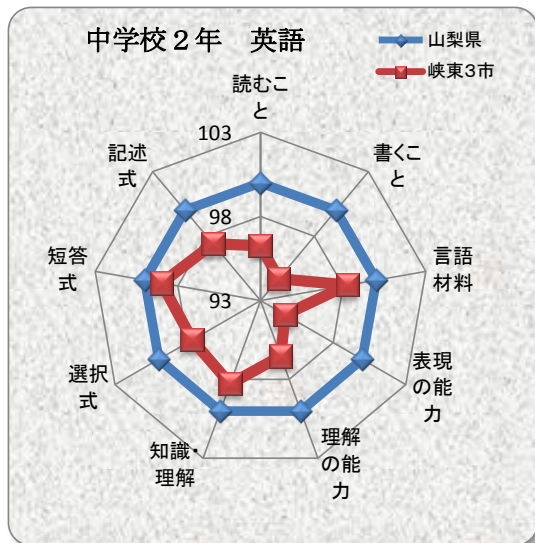 中学校２年　英語
山梨県
峡東３市
読むこ
と
書くこ
と
言語
材料
表現
の能
力
理解
の能
力
知識・
理解
選択
式
短答
式
記述
式
103
98
93